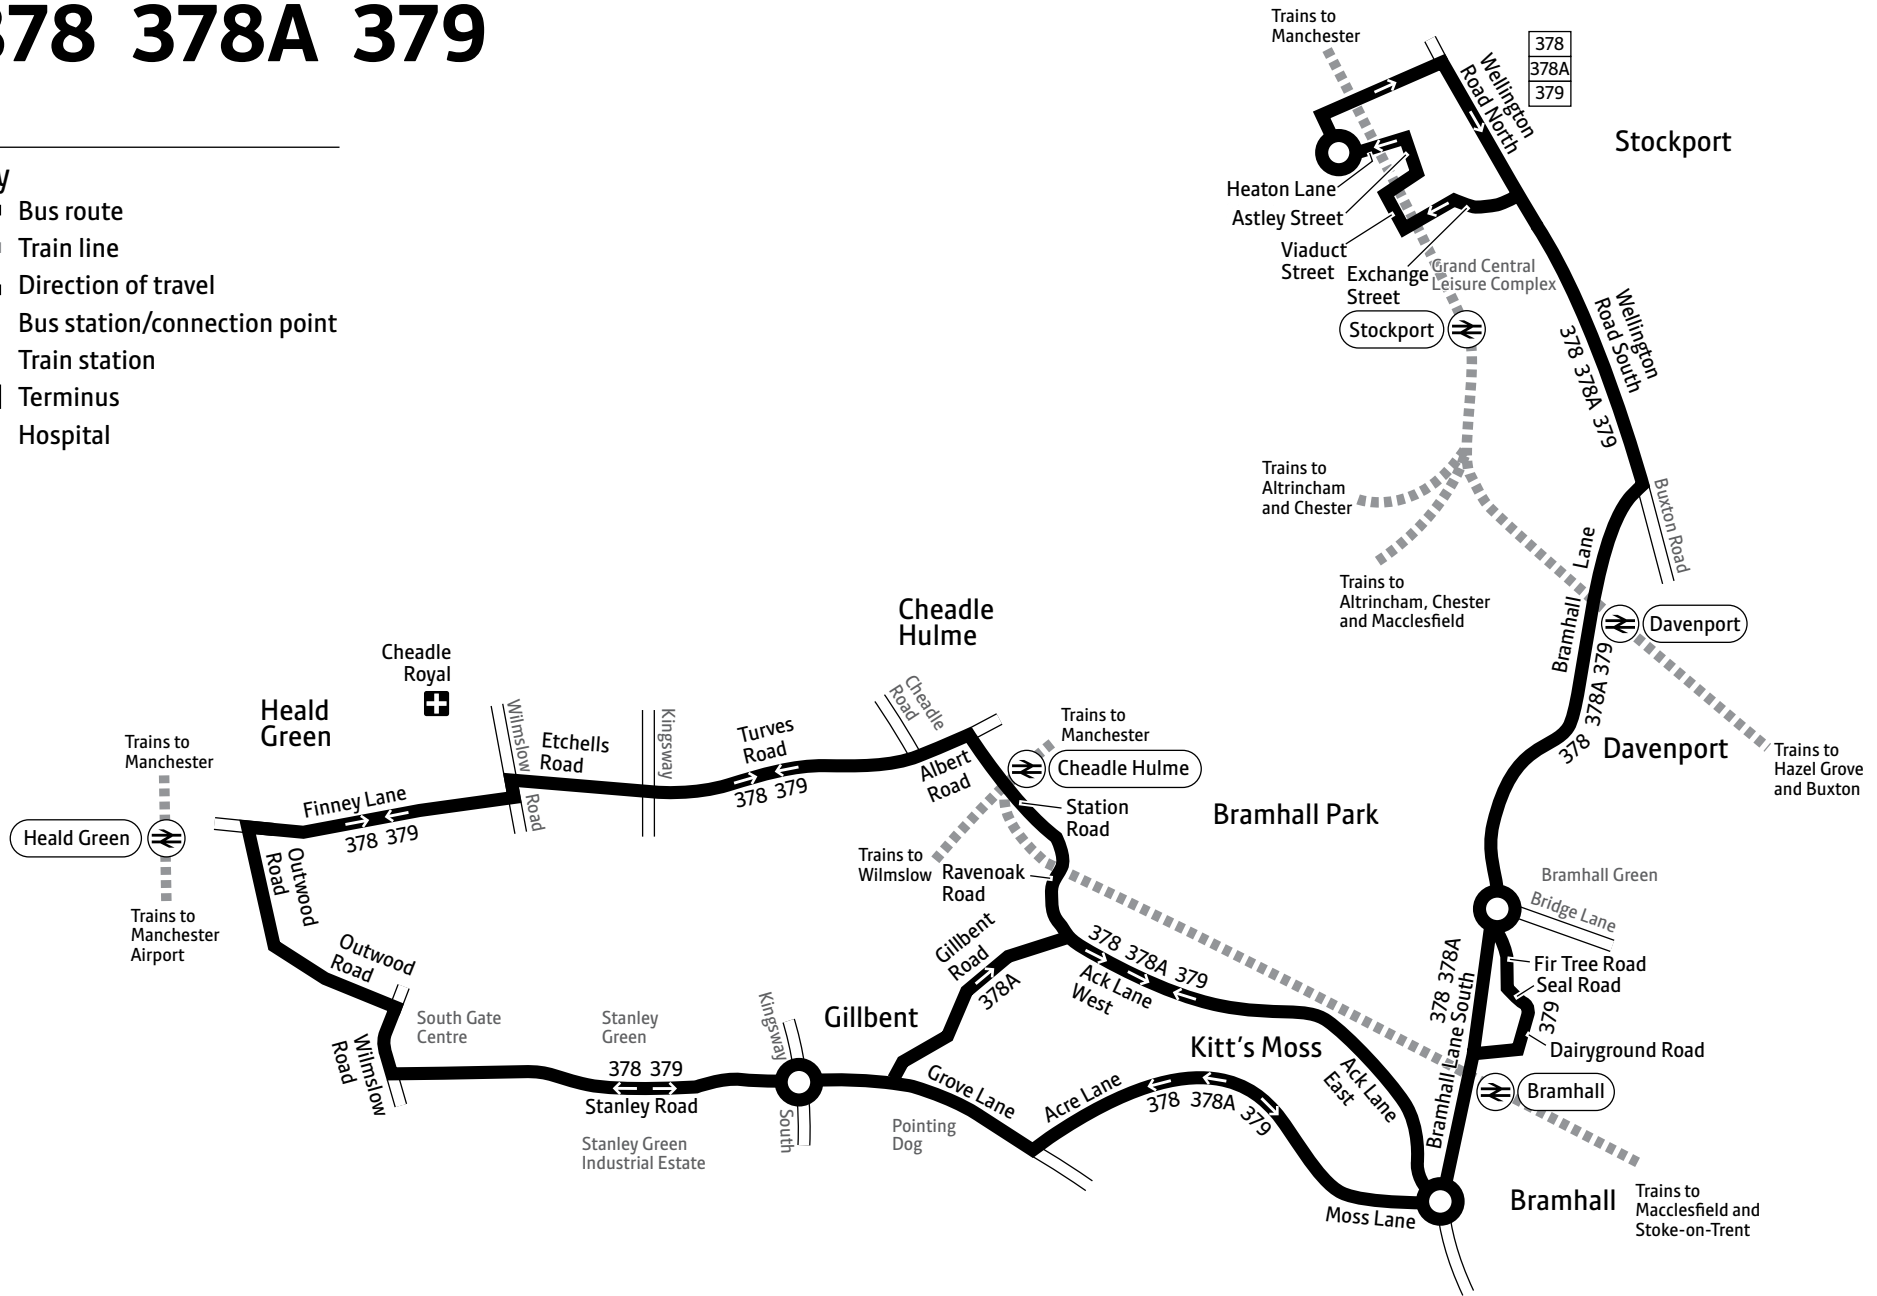 378 378A 379
y
Bus route
Train line
Direction of travel
Bus station/connection point
Train station
Terminus
Hospital
Trains to
Manchester
378
378A
379
Wellington
Road North
Stockport
Heaton Lane
Astley Street
Viaduct
Street
Exchange
Street
Grand Central
Leisure Complex
Stockport
Wellington
Road South
378 378A 379
Trains to
Altrincham
and Chester
Trains to
Altrincham, Chester
and Macclesfield
Buxton Road
Bramhall Lane
Davenport
378 378A 379
Davenport
Trains to
Hazel Grove
and Buxton
Cheadle
Hulme
Cheadle
Royal
Heald
Green
Trains to
Manchester
Heald Green
Trains to
Manchester
Airport
Finney Lane
378 379
Wilmslow
Road
Etchells
Road
Kingsway
Turves
Road
378 379
Cheadle
Road
Albert
Road
Trains to
Manchester
Cheadle Hulme
Station
Road
Trains to
Wilmslow
Ravenoak
Road
Bramhall Park
Outwood
Road
Outwood
Road
Wilmslow
Road
South Gate
Centre
Stanley
Green
378 379
Stanley Road
Stanley Green
Industrial Estate
Kingsway
South
Gillbent
Gillbent
Road
378A
378 378A 379
Ack Lane
West
Kitt's Moss
Ack Lane
East
Grove Lane
Pointing
Dog
Acre Lane
378 378A 379
Moss Lane
Bramhall Green
Bridge Lane
378 378A
Bramhall Lane South
Fir Tree Road
Seal Road
379
Dairyground Road
Bramhall
Bramhall
Trains to
Macclesfield and
Stoke-on-Trent